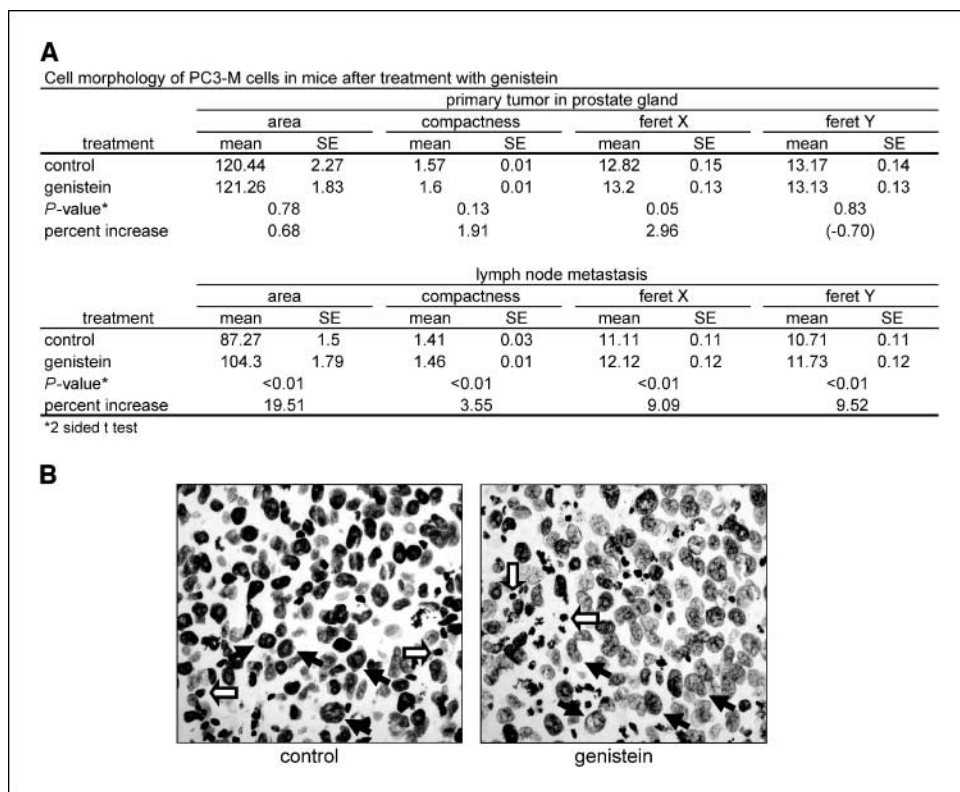 A
Cell morphology of PC3-M cells in mice after treatment with genistein
primary tumor in prostate gland
area compactness feret X feret Y
treatment mean SE mean SE mean SE mean SE
control 120.44 2.27 1.57 0.01 12.82 0.15 13.17 0.14
genistein 121.26 1.83 1.6 0.01 13.2 0.13 13.13 0.13
P-value* 0.78 0.13 0.05 0.83
percent increase 0.68 1.91 2.96 (-0.70)
lymph node metastasis
area compactness feret X feret Y
treatment mean SE mean SE mean SE mean SE
control 87.27 1.5 1.41 0.03 11.11 0.11 10.71 0.11
genistein 104.3 1.79 1.46 0.01 12.12 0.12 11.73 0.12
P-value* <0.01 <0.01 <0.01 <0.01
percent increase 19.51 3.55 9.09 9.52
*2 sided t test
B
control genistein